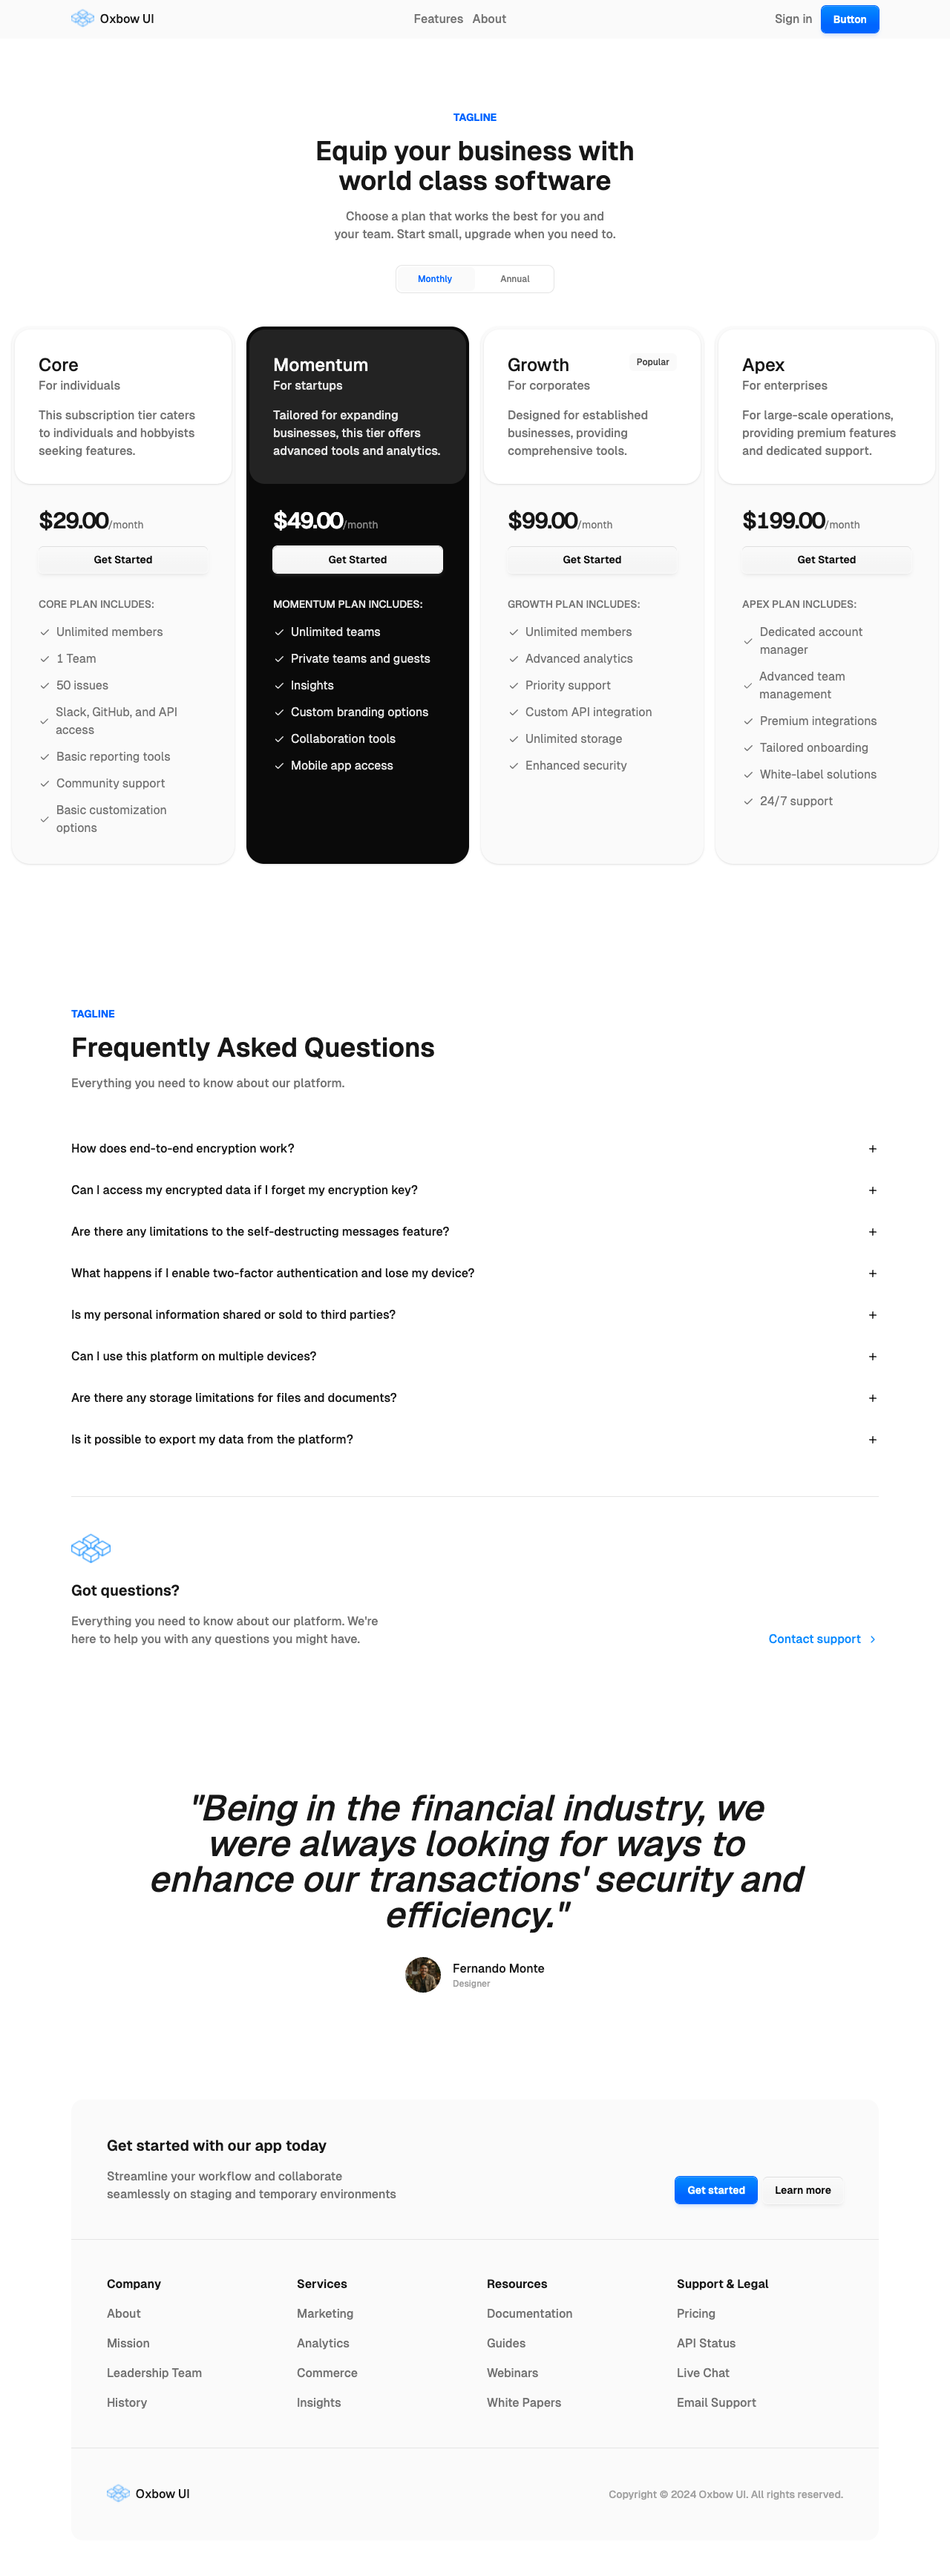 Oxbow UI
Features About
Sign in Button
TAGLINE
Equip your business with
world class software
Choose a plan that works the best for you and
your team. Start small, upgrade when you need to.
Monthly Annual
Core
For individuals
This subscription tier caters
to individuals and hobbyists
seeking features.
$29.00/month
Get Started
CORE PLAN INCLUDES:
Unlimited members
1 Team
50 issues
Slack, GitHub, and API
access
Basic reporting tools
Community support
Basic customization
options
Momentum
For startups
Tailored for expanding
businesses, this tier offers
advanced tools and analytics.
$49.00/month
Get Started
MOMENTUM PLAN INCLUDES:
Unlimited teams
Private teams and guests
Insights
Custom branding options
Collaboration tools
Mobile app access
Growth
Popular
For corporates
Designed for established
businesses, providing
comprehensive tools.
$99.00/month
Get Started
GROWTH PLAN INCLUDES:
Unlimited members
Advanced analytics
Priority support
Custom API integration
Unlimited storage
Enhanced security
Apex
For enterprises
For large-scale operations,
providing premium features
and dedicated support.
$199.00/month
Get Started
APEX PLAN INCLUDES:
Dedicated account
manager
Advanced team
management
Premium integrations
Tailored onboarding
White-label solutions
24/7 support
TAGLINE
Frequently Asked Questions
Everything you need to know about our platform.
How does end-to-end encryption work?
Can I access my encrypted data if I forget my encryption key?
Are there any limitations to the self-destructing messages feature?
What happens if I enable two-factor authentication and lose my device?
Is my personal information shared or sold to third parties?
Can I use this platform on multiple devices?
Are there any storage limitations for files and documents?
Is it possible to export my data from the platform?
Got questions?
Everything you need to know about our platform. We're
here to help you with any questions you might have.
Contact support
"Being in the financial industry, we
were always looking for ways to
enhance our transactions' security and
efficiency."
Fernando Monte
Designer
Get started with our app today
Streamline your workflow and collaborate
seamlessly on staging and temporary environments
Get started Learn more
Company
About
Mission
Leadership Team
History
Services
Marketing
Analytics
Commerce
Insights
Resources
Documentation
Guides
Webinars
White Papers
Support & Legal
Pricing
API Status
Live Chat
Email Support
Oxbow UI
Copyright © 2024 Oxbow UI. All rights reserved.